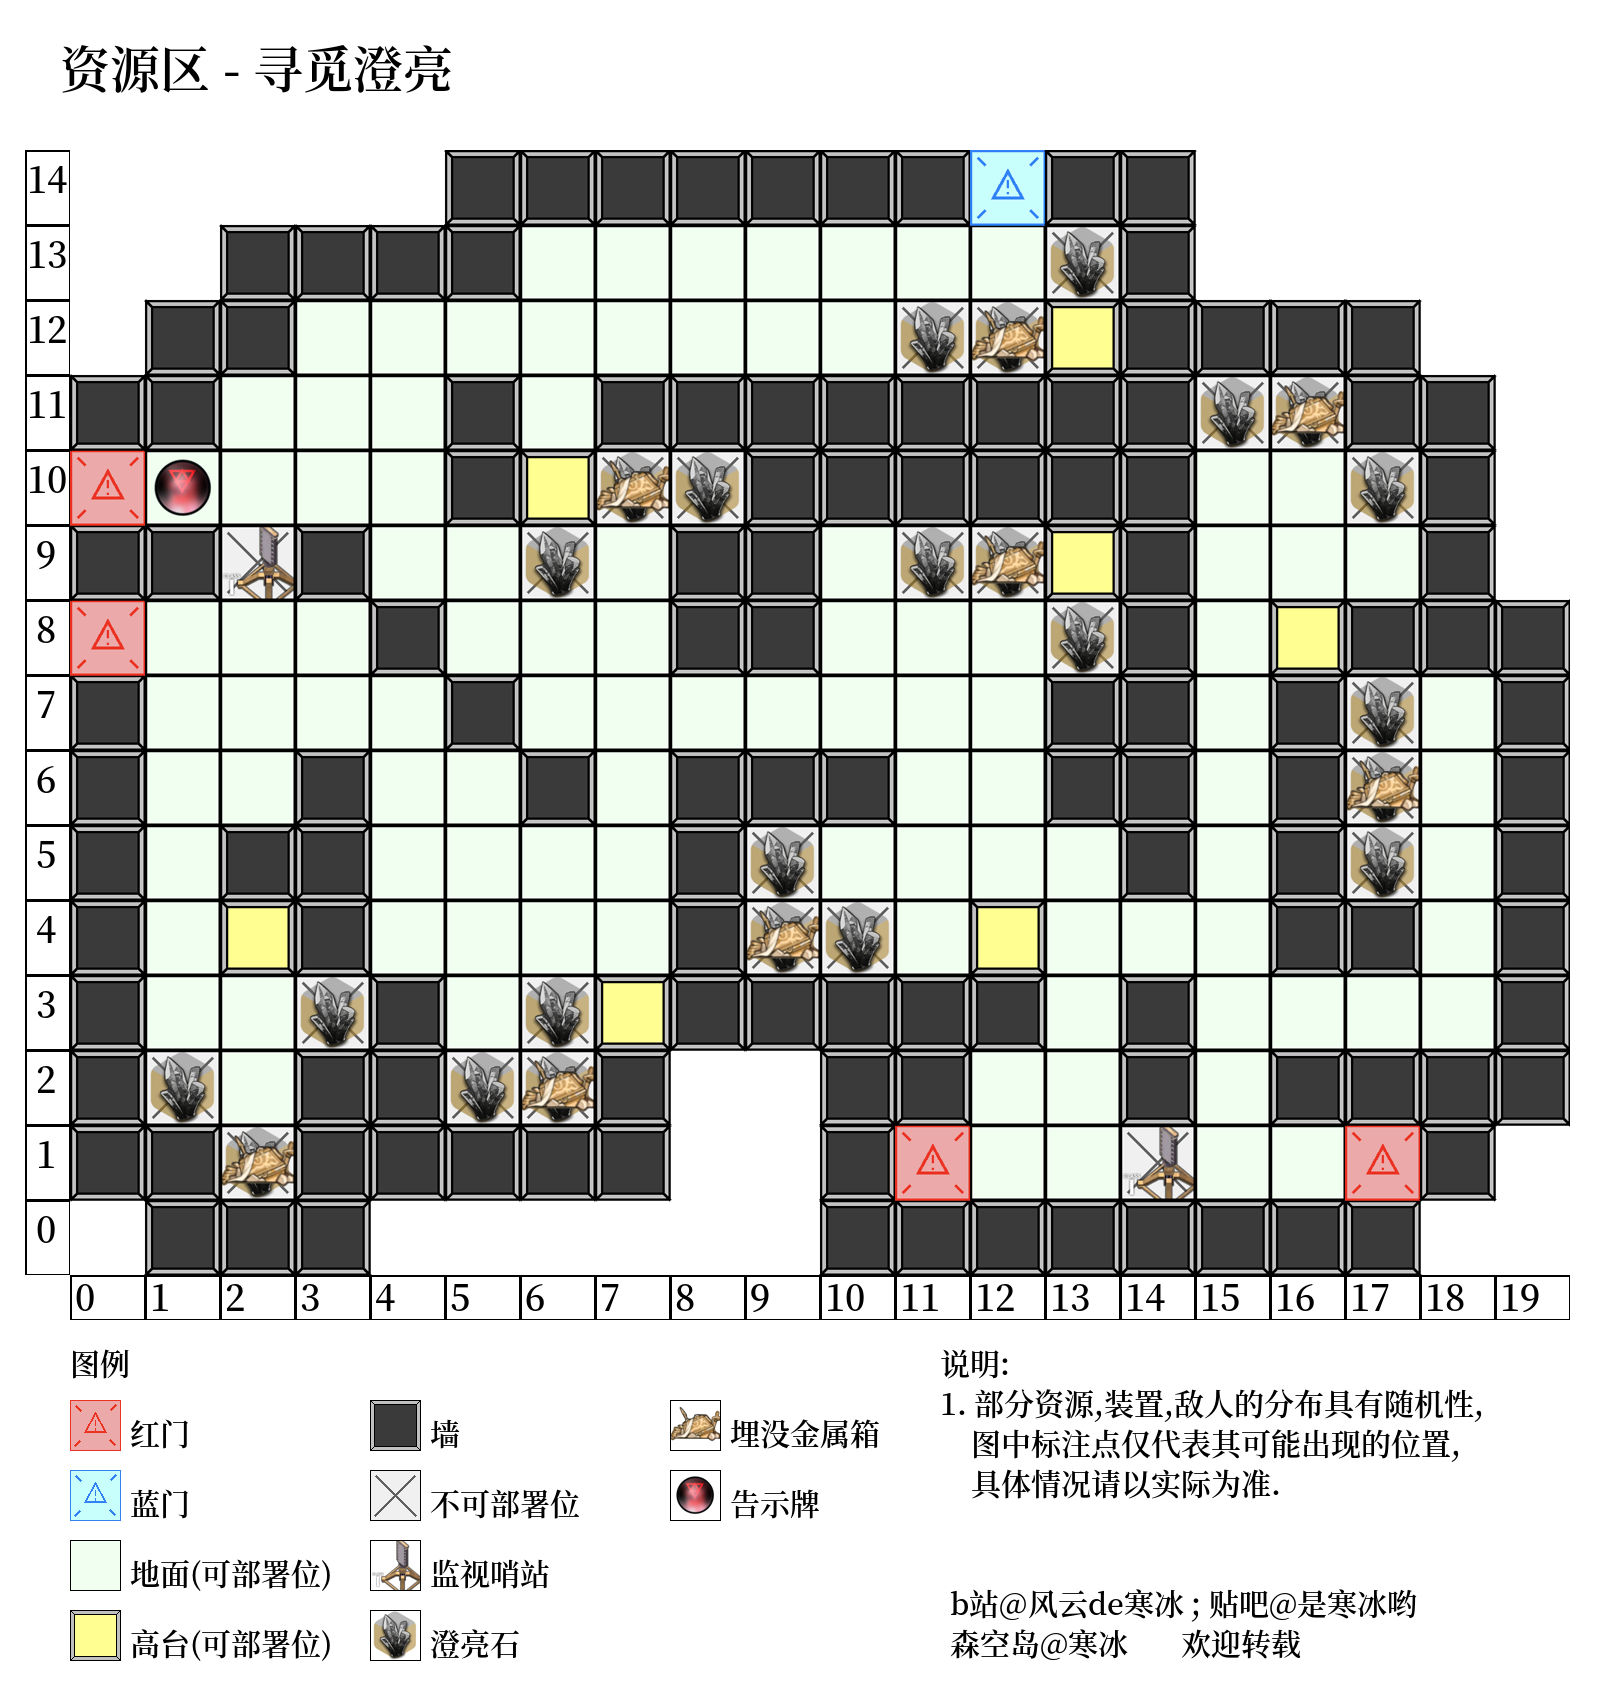 资源区 - 寻觅澄亮
14
13
12
11
10
9
8
7
6
5
4
3
2
1
0
0 1 2 3 4 5 6 7 8 9 10 11 12 13 14 15 16 17 18 19
图例
红门
墙
埋没金属箱
蓝门
不可部署位
告示牌
地面(可部署位)
监视哨站
高台(可部署位)
澄亮石
说明:
1. 部分资源,装置,敌人的分布具有随机性,
图中标注点仅代表其可能出现的位置,
具体情况请以实际为准.
b站@风云de寒冰 ; 贴吧@是寒冰哟
森空岛@寒冰 欢迎转载